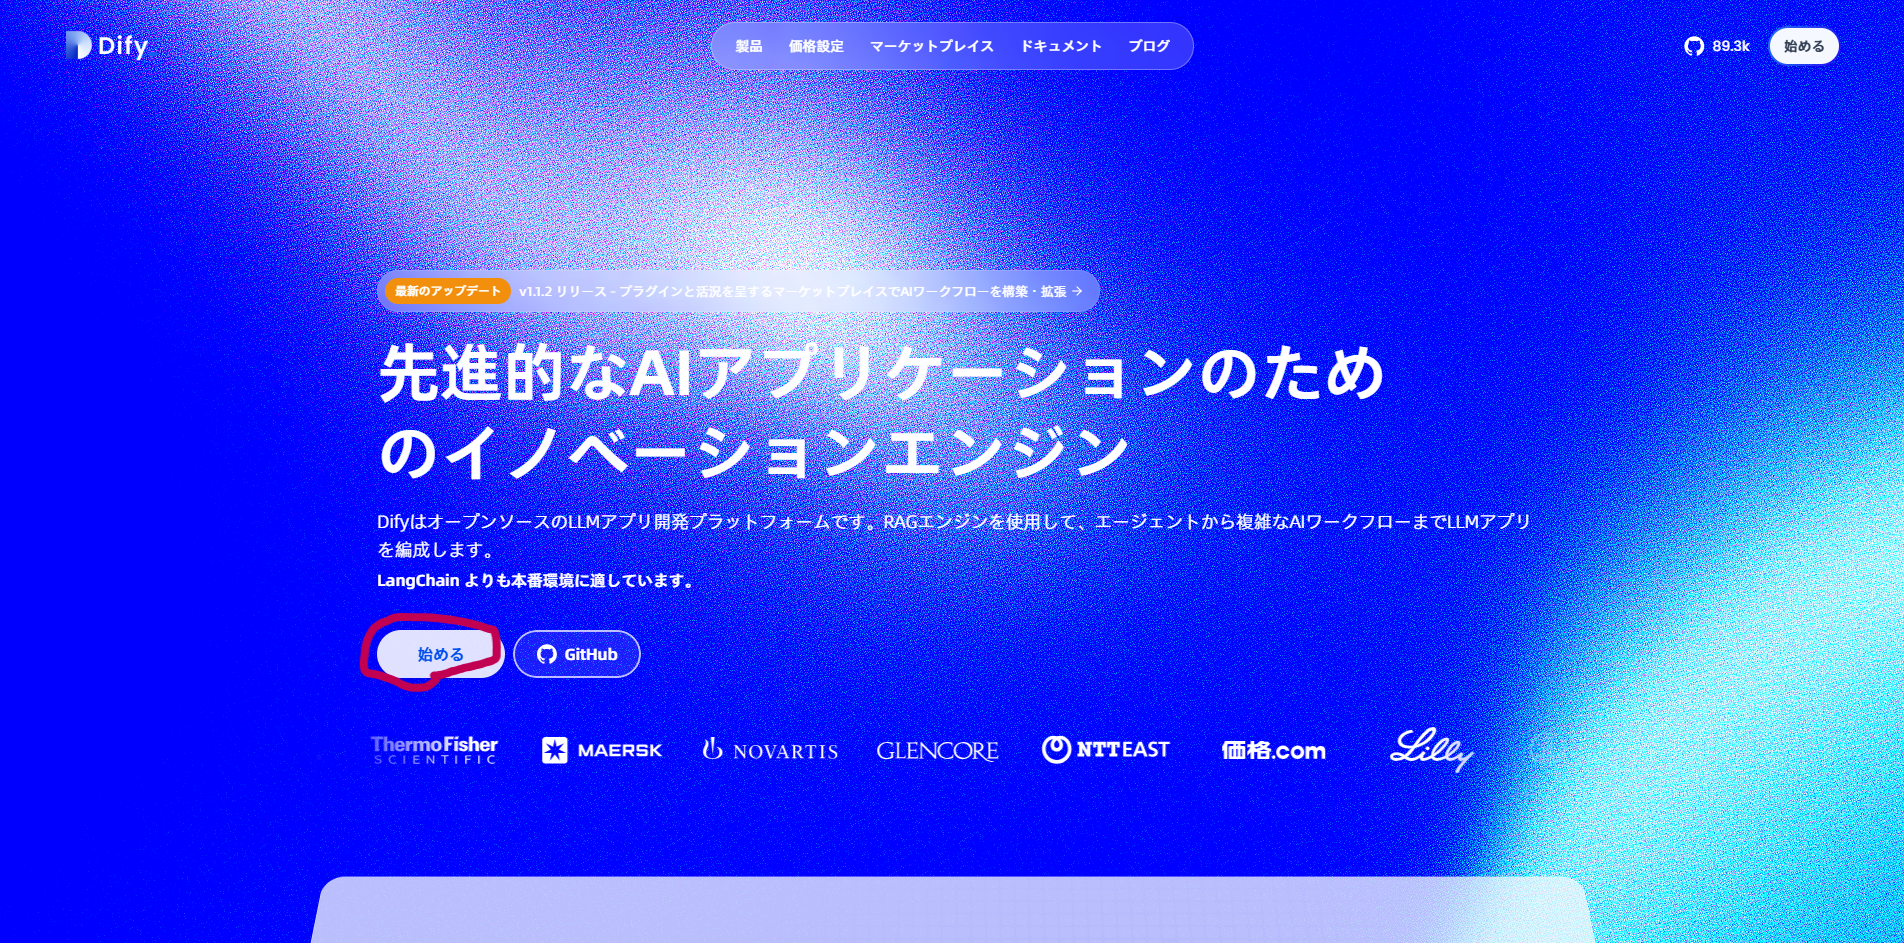 Dify
製品 価格設定 マーケットプレイス ドキュメント ブログ
89.3k
始める
最新のアップデート v1.1.2 リリース - プラグインと活況を呈するマーケットプレイスでAIワークフローを構築・拡張 →
先進的なAIアプリケーションのため
のイノベーションエンジン
DifyはオープンソースのLLMアプリ開発プラットフォームです。RAGエンジンを使用して、エージェントから複雑なAIワークフローまでLLMアプリ
を編成します。
LangChain よりも本番環境に適しています。
始める GitHub
ThermoFisher
SCIENTIFIC
MAERSK
NOVARTIS
GLENCORE
NTT EAST
価格.com
Lilly